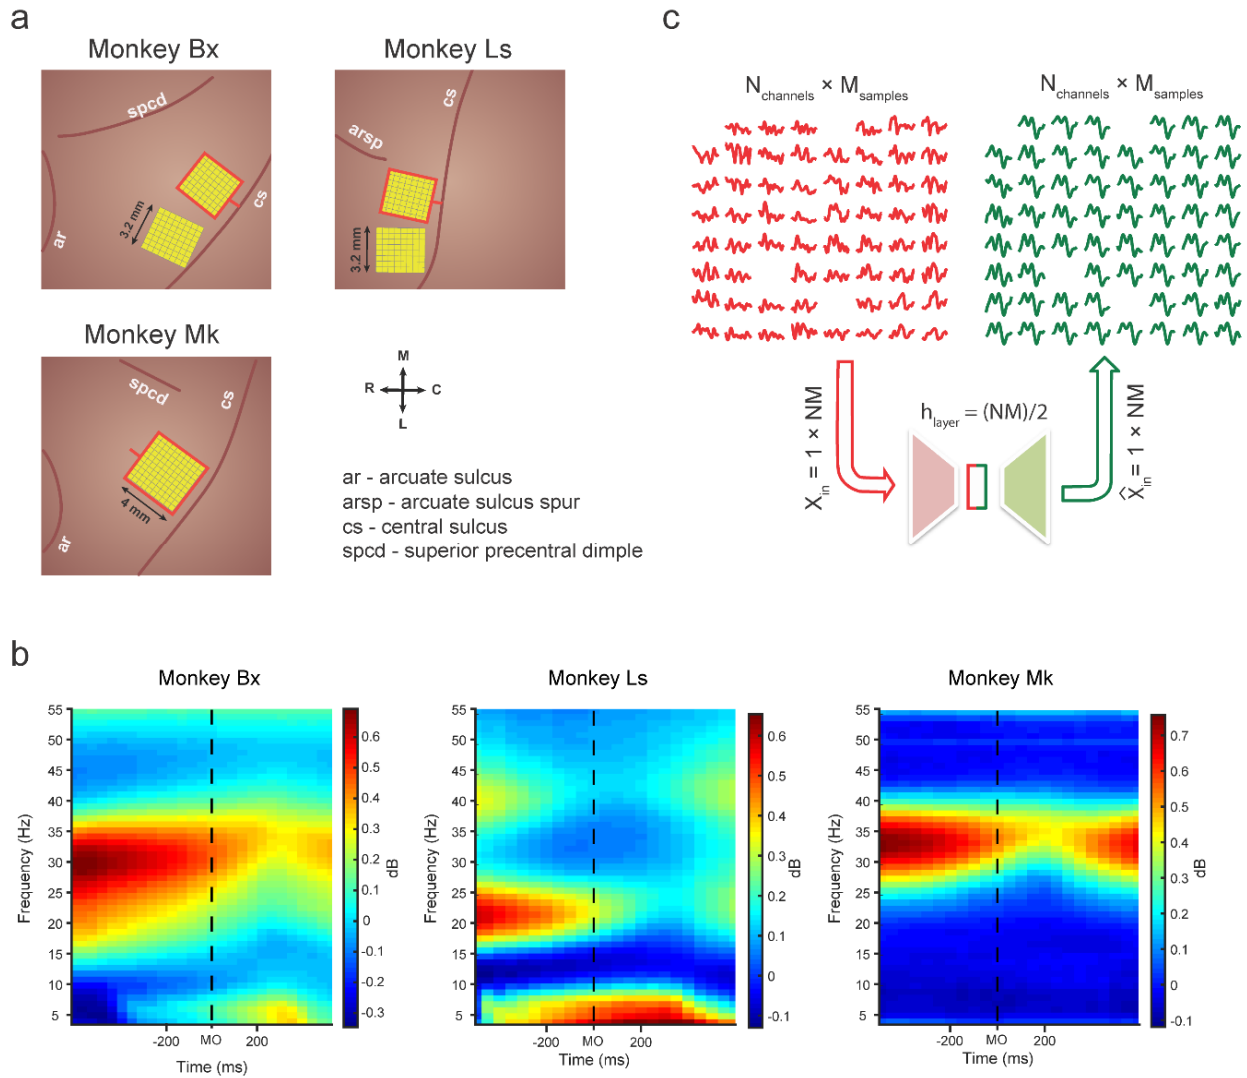 a
Monkey Bx
spcd
cs
3.2 mm
ar
Monkey Ls
cs
arsp
3.2 mm
Monkey Mk
spcd
cs
4 mm
ar
M
R C
L
ar - arcuate sulcus
arsp - arcuate sulcus spur
cs - central sulcus
spcd - superior precentral dimple
c
N channels × M samples
N channels × M samples
X in = 1 × NM
h layer = (NM)/2
X̂ in = 1 × NM
b
Monkey Bx
55
50
45
40
35
30
25
20
15
10
5
Frequency (Hz)
-200 MO 200
Time (ms)
0.6
0.5
0.4
0.3
0.2
0.1
0
-0.1
-0.2
-0.3
dB
Monkey Ls
55
50
45
40
35
30
25
20
15
10
5
Frequency (Hz)
-200 MO 200
Time (ms)
0.6
0.5
0.4
0.3
0.2
0.1
0
-0.1
dB
Monkey Mk
55
50
45
40
35
30
25
20
15
10
5
Frequency (Hz)
-200 MO 200
Time (ms)
0.7
0.6
0.5
0.4
0.3
0.2
0.1
0
-0.1
dB